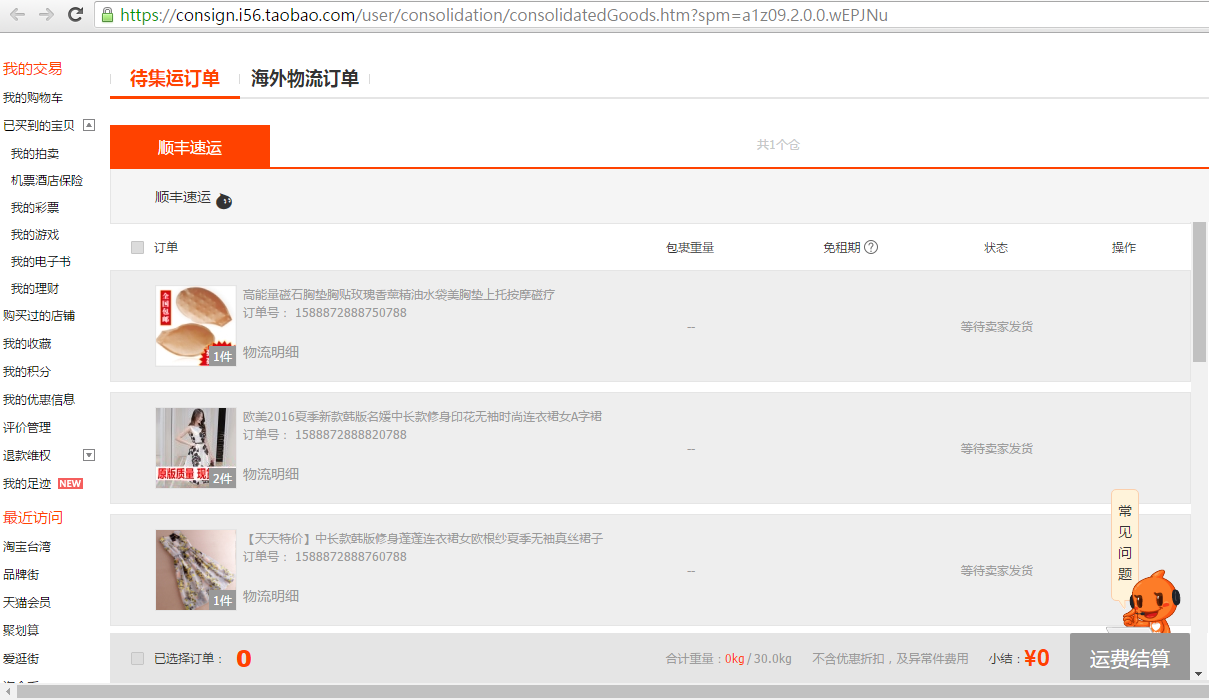 https://consign.i56.taobao.com/user/consolidation/consolidatedGoods.htm?spm=a1z09.2.0.0.wEPJNu
我的交易
我的购物车
已买到的宝贝
我的拍卖
机票酒店保险
我的彩票
我的游戏
我的电子书
我的理财
购买过的店铺
我的收藏
我的积分
我的优惠信息
评价管理
退款维权
我的足迹 NEW
最近访问
淘宝台湾
品牌街
天猫会员
聚划算
爱逛街
待集运订单 海外物流订单
顺丰速运 共1个仓
顺丰速运
订单 包裹重量 免租期 ? 状态 操作
全国包邮
高能量磁石胸垫胸贴玫瑰香薰精油水袋美胸垫上托按摩磁疗
订单号: 1588872888750788
-- 等待卖家发货
1件 物流明细
欧美2016夏季新款韩版名媛中长款修身印花无袖时尚连衣裙女A字裙
订单号: 1588872888820788
-- 等待卖家发货
原版质量 现
2件 物流明细
【天天特价】中长款韩版修身蓬蓬连衣裙女欧根纱夏季无袖真丝裙子
订单号: 1588872888760788
-- 等待卖家发货
1件 物流明细
常见问题
已选择订单: 0 合计重量:0kg/30.0kg 不含优惠折扣,及异常件费用 小结:¥0 运费结算